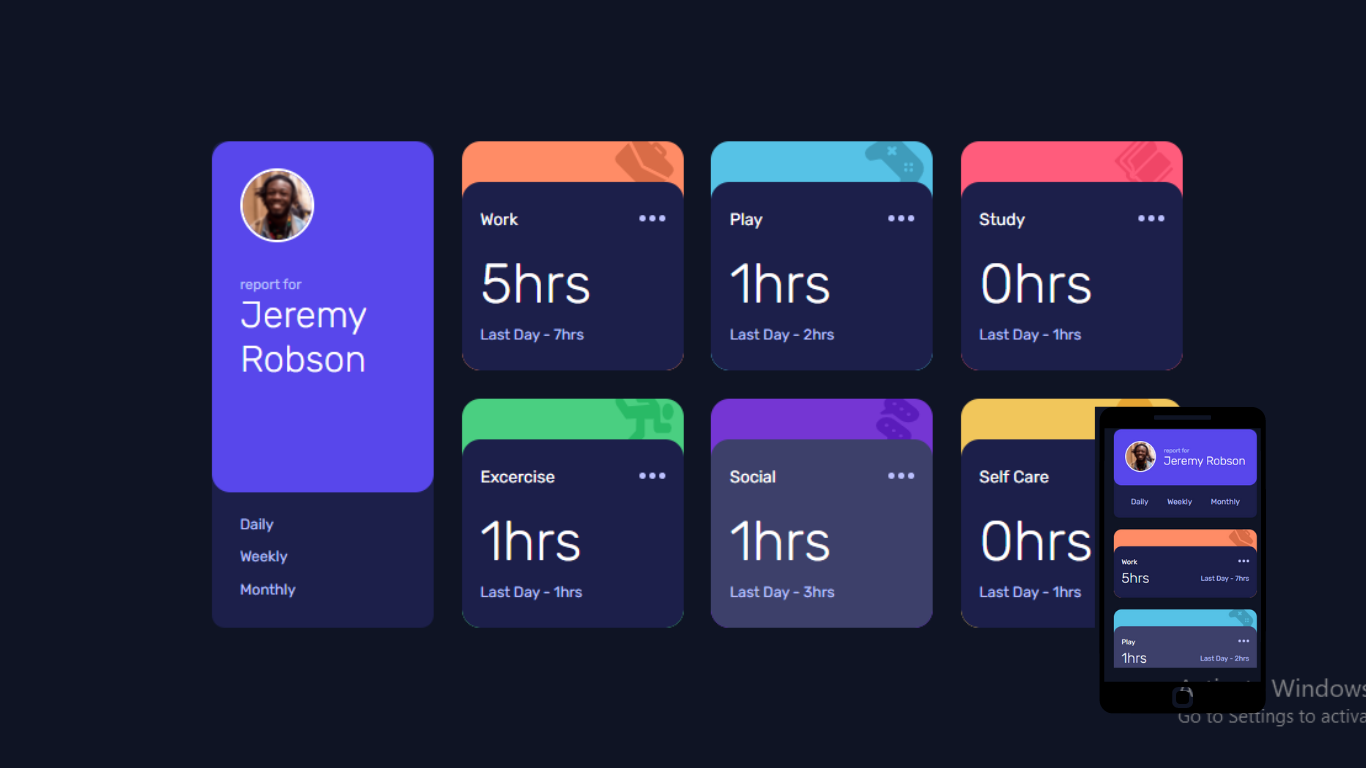 report for
Jeremy
Robson
Daily
Weekly
Monthly
Work
5hrs
Last Day - 7hrs
Play
1hrs
Last Day - 2hrs
Study
0hrs
Last Day - 1hrs
Excercise
1hrs
Last Day - 1hrs
Social
1hrs
Last Day - 3hrs
Self Care
0hrs
Last Day - 1hrs
report for
Jeremy Robson
Daily Weekly Monthly
Work
5hrs Last Day - 7hrs
Play
1hrs Last Day - 2hrs
Windows
Go to Settings to activa